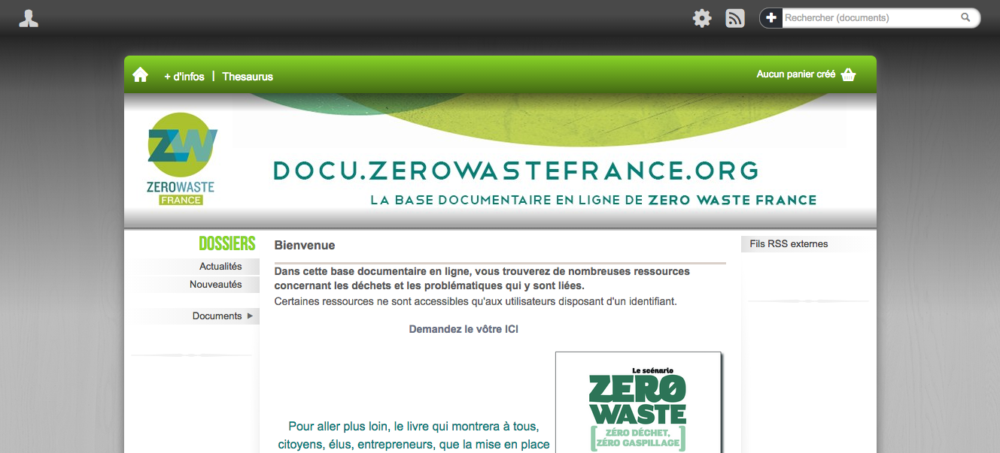 Rechercher (documents)
+ d'infos | Thesaurus
Aucun panier créé
ZW
ZEROWASTE
FRANCE
DOCU.ZEROWASTEFRANCE.ORG
LA BASE DOCUMENTAIRE EN LIGNE DE ZERO WASTE FRANCE
DOSSIERS
Actualités
Nouveautés
Documents
Bienvenue
Dans cette base documentaire en ligne, vous trouverez de nombreuses ressources
concernant les déchets et les problématiques qui y sont liées.
Certaines ressources ne sont accessibles qu'aux utilisateurs disposant d'un identifiant.
Demandez le vôtre ICI
Pour aller plus loin, le livre qui montrera à tous,
citoyens, élus, entrepreneurs, que la mise en place
Le scénario
ZERØ
WASTE
[ZÉRO DÉCHET,
ZÉRO GASPILLAGE]
Fils RSS externes